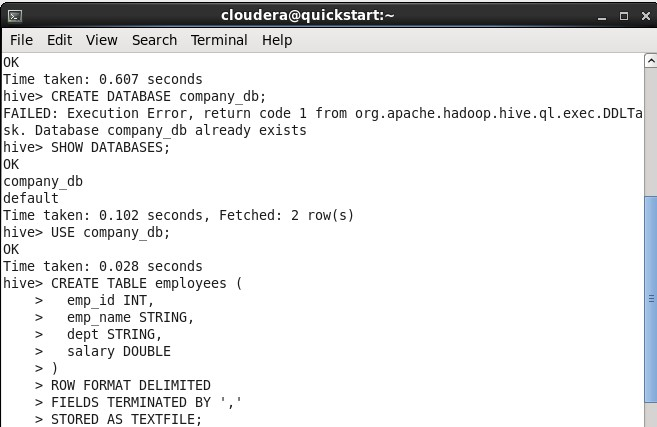 cloudera@quickstart:~
File Edit View Search Terminal Help
OK
Time taken: 0.607 seconds
hive> CREATE DATABASE company_db;
FAILED: Execution Error, return code 1 from org.apache.hadoop.hive.ql.exec.DDLTa
sk. Database company_db already exists
hive> SHOW DATABASES;
OK
company_db
default
Time taken: 0.102 seconds, Fetched: 2 row(s)
hive> USE company_db;
OK
Time taken: 0.028 seconds
hive> CREATE TABLE employees (
    >   emp_id INT,
    >   emp_name STRING,
    >   dept STRING,
    >   salary DOUBLE
    > )
    > ROW FORMAT DELIMITED
    > FIELDS TERMINATED BY ','
    > STORED AS TEXTFILE;